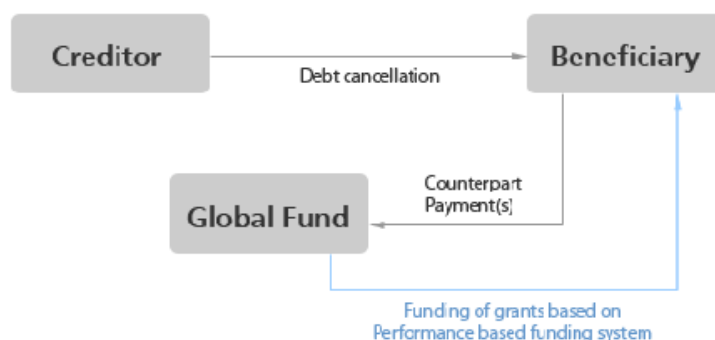 Creditor
Beneficiary
Debt cancellation
Counterpart
Payment(s)
Global Fund
Funding of grants based on
Performance based funding system